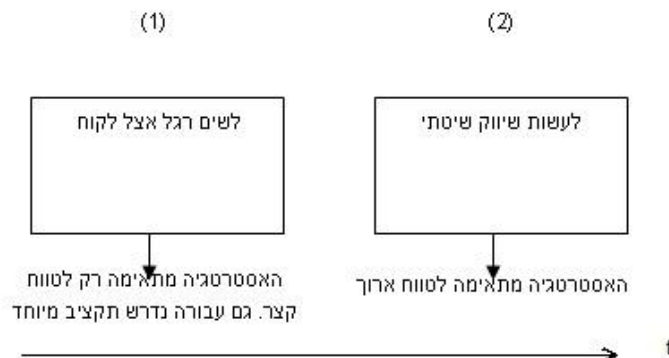 (1)
(2)
לשים רגל אצל לקוח
לעשות שיווק שיטתי
האסטרטגיה מתאימה רק לטווח
קצר. גם עבורה נדרש תקציב מיוחד
האסטרטגיה מתאימה לטווח ארוך